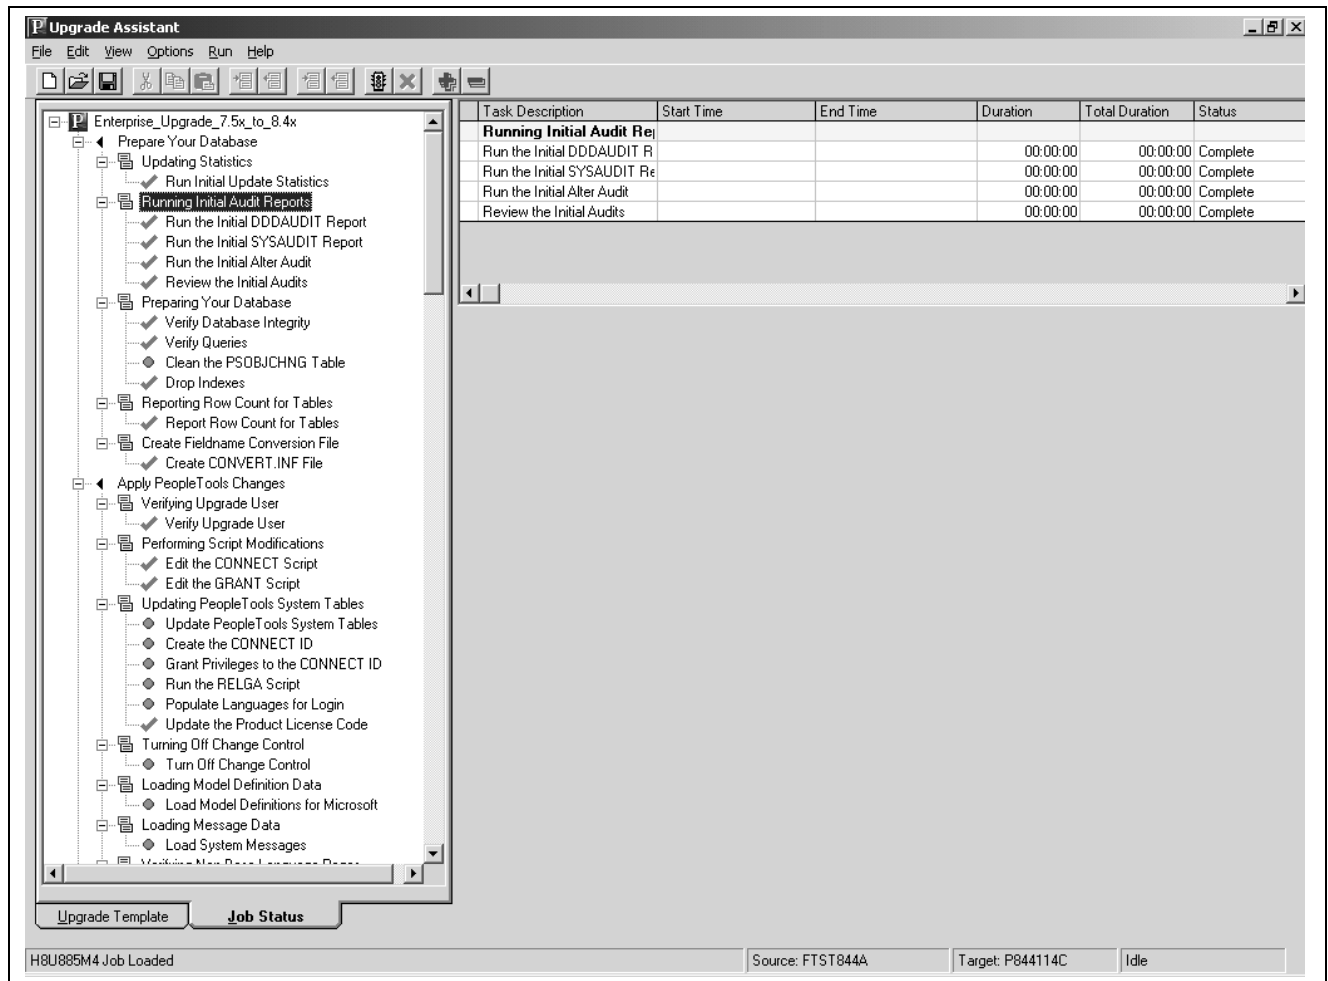 Upgrade Assistant
File Edit View Options Run Help
Enterprise_Upgrade_7.5x_to_8.4x
Prepare Your Database
Updating Statistics
Run Initial Update Statistics
Running Initial Audit Reports
Run the Initial DDDAUDIT Report
Run the Initial SYSAUDIT Report
Run the Initial Alter Audit
Review the Initial Audits
Preparing Your Database
Verify Database Integrity
Verify Queries
Clean the PSOBJCHNG Table
Drop Indexes
Reporting Row Count for Tables
Report Row Count for Tables
Create Fieldname Conversion File
Create CONVERT.INF File
Apply PeopleTools Changes
Verifying Upgrade User
Verify Upgrade User
Performing Script Modifications
Edit the CONNECT Script
Edit the GRANT Script
Updating PeopleTools System Tables
Update PeopleTools System Tables
Create the CONNECT ID
Grant Privileges to the CONNECT ID
Run the RELGA Script
Populate Languages for Login
Update the Product License Code
Turning Off Change Control
Turn Off Change Control
Loading Model Definition Data
Load Model Definitions for Microsoft
Loading Message Data
Load System Messages
Upgrade Template Job Status
Task Description Start Time End Time Duration Total Duration Status
Running Initial Audit Re
Run the Initial DDDAUDIT R 00:00:00 00:00:00 Complete
Run the Initial SYSAUDIT Re 00:00:00 00:00:00 Complete
Run the Initial Alter Audit 00:00:00 00:00:00 Complete
Review the Initial Audits 00:00:00 00:00:00 Complete
H8U885M4 Job Loaded Source: FTST844A Target: P844114C Idle